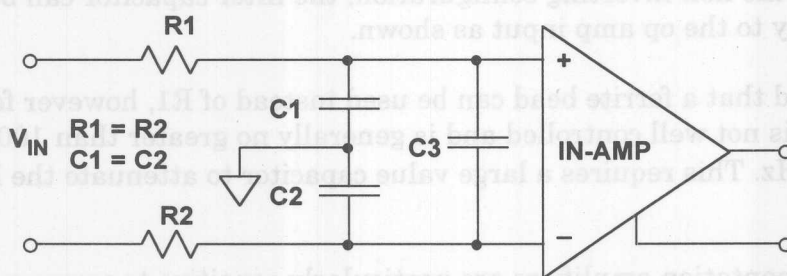 R1
C1
V IN
R1 = R2
C1 = C2
C3
+
IN-AMP
C2
R2
−